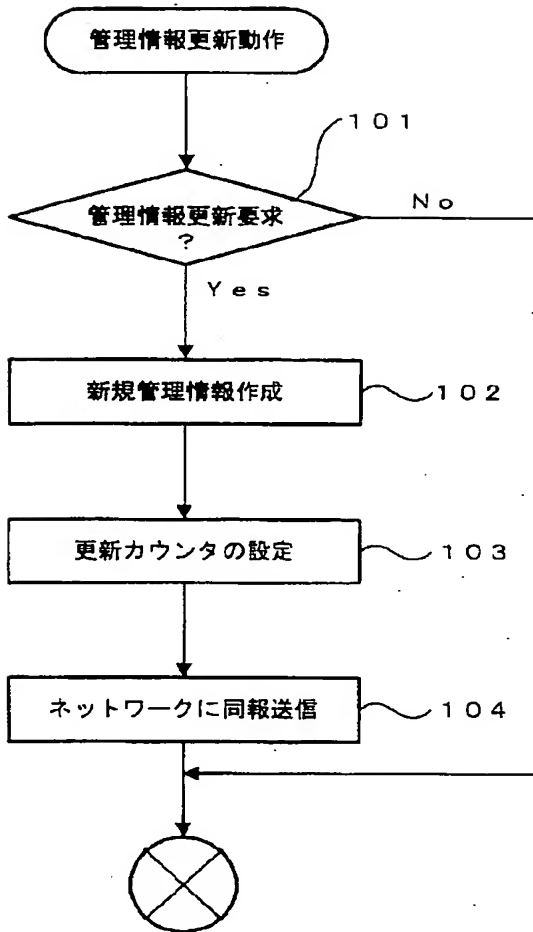 管理情報更新動作
101
管理情報更新要求
?
No
Yes
新規管理情報作成
102
更新カウンタの設定
103
ネットワークに同報送信
104